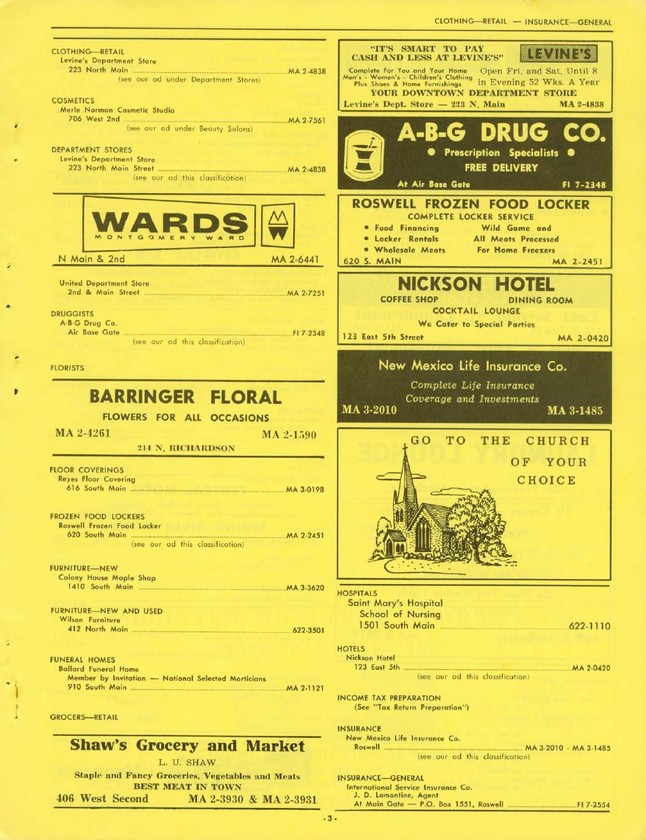 CLOTHING—RETAIL — INSURANCE—GENERAL
CLOTHING—RETAIL
Levine's Department Store
223 North Main MA 2-4838
(see our ad under Department Stores)
COSMETICS
Merle Norman Cosmetic Studio
706 West 2nd MA 2-7561
(see our ad under Beauty Salons)
DEPARTMENT STORES
Levine's Department Store
223 North Main Street MA 2-4838
(see our ad this classification)
WARDS
MONTGOMERY WARD
MW
N Main & 2nd MA 2-6441
United Department Store
2nd & Main Street MA 2-7251
DRUGGISTS
A-B-G Drug Co.
Air Base Gate FI 7-2348
(see our ad this classification)
FLORISTS
BARRINGER FLORAL
FLOWERS FOR ALL OCCASIONS
MA 2-4261 MA 2-1590
214 N, RICHARDSON
FLOOR COVERINGS
Reyes Floor Covering
616 South Main MA 3-0198
FROZEN FOOD LOCKERS
Roswell Frozen Food Locker
620 South Main MA 2-2451
(see our ad this classification)
FURNITURE—NEW
Colony House Maple Shop
1410 South Main MA 3-3620
FURNITURE—NEW AND USED
Wilson Furniture
412 North Main 622-3501
FUNERAL HOMES
Ballard Funeral Home
Member by Invitation — National Selected Morticians
910 South Main MA 2-1121
GROCERS—RETAIL
Shaw's Grocery and Market
L. U. SHAW
Staple and Fancy Groceries, Vegetables and Meats
BEST MEAT IN TOWN
406 West Second MA 2-3930 & MA 2-3931
"IT'S SMART TO PAY
CASH AND LESS AT LEVINE'S"
LEVINE'S
Complete For You and Your Home
Men's - Women's - Children's Clothing
Plus Shoes & Home Furnishings
Open Fri. and Sat. Until 8
in Evening 52 Wks. A Year
YOUR DOWNTOWN DEPARTMENT STORE
Levine's Dept. Store — 223 N. Main MA 2-4838
A-B-G DRUG CO.
• Prescription Specialists •
FREE DELIVERY
At Air Base Gate FI 7-2348
ROSWELL FROZEN FOOD LOCKER
COMPLETE LOCKER SERVICE
• Food Financing Wild Game and
• Locker Rentals All Meats Processed
• Wholesale Meats For Home Freezers
620 S. MAIN MA 2-2451
NICKSON HOTEL
COFFEE SHOP DINING ROOM
COCKTAIL LOUNGE
We Cater to Special Parties
123 East 5th Street MA 2-0420
New Mexico Life Insurance Co.
Complete Life Insurance
Coverage and Investments
MA 3-2010 MA 3-1485
GO TO THE CHURCH
OF YOUR
CHOICE
HOSPITALS
Saint Mary's Hospital
School of Nursing
1501 South Main 622-1110
HOTELS
Nickson Hotel
123 East 5th MA 2-0420
(see our ad this classification)
INCOME TAX PREPARATION
(See "Tax Return Preparation")
INSURANCE
New Mexico Life Insurance Co.
Roswell MA 3-2010 - MA 3-1485
(see our ad this classification)
INSURANCE—GENERAL
International Service Insurance Co.
J. D. Lamontine, Agent
At Main Gate — P.O. Box 1551, Roswell FI 7-2554
- 3 -